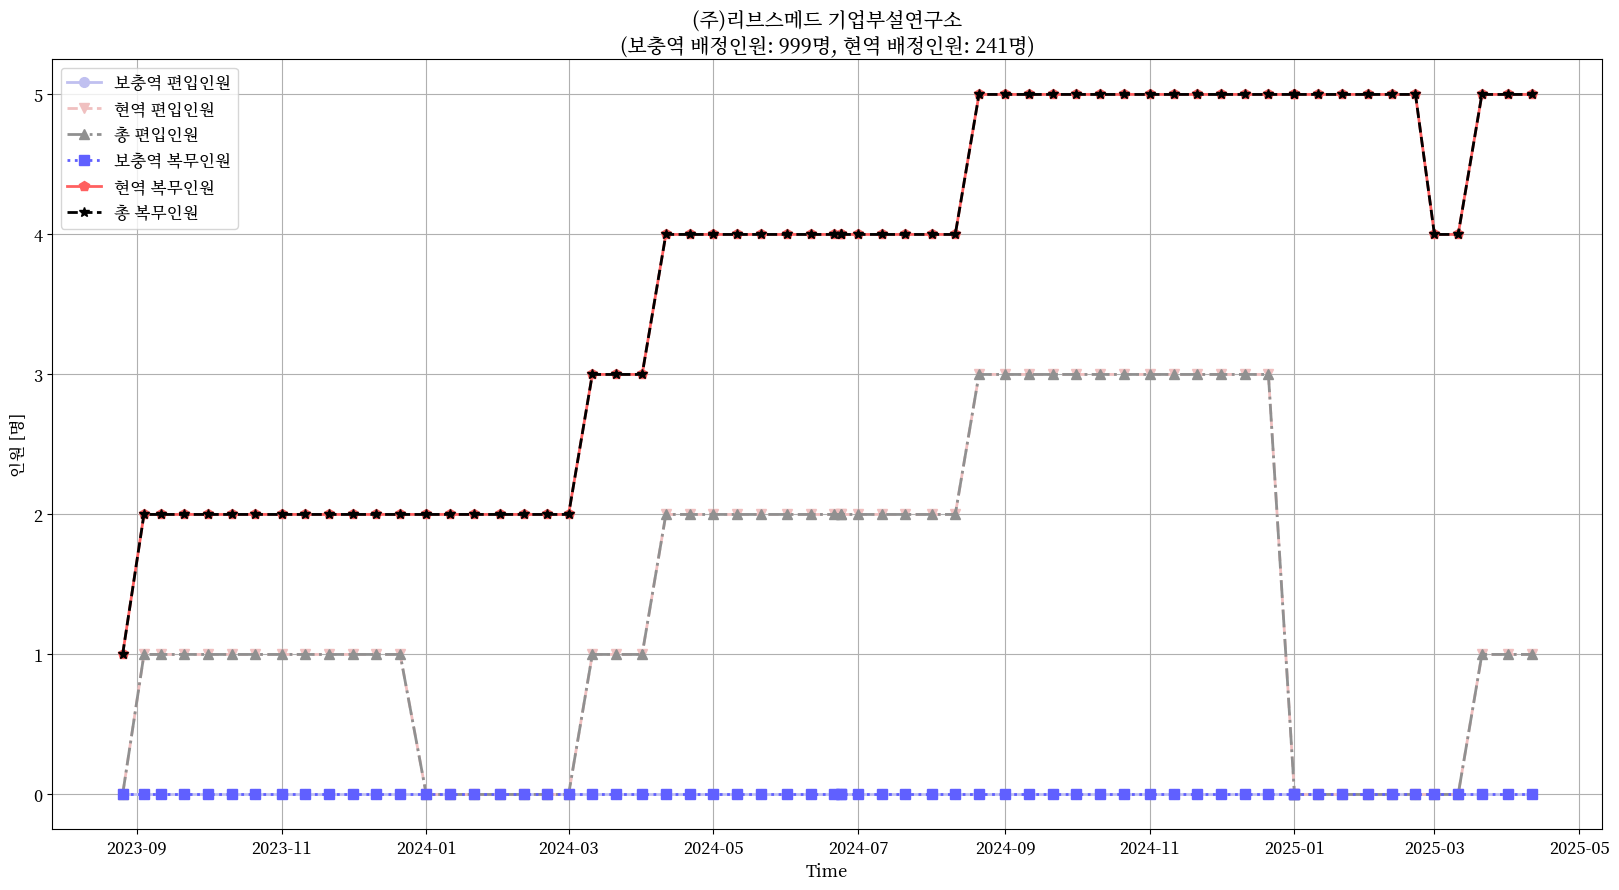 (주)리브스메드 기업부설연구소
(보충역 배정인원: 999명, 현역 배정인원: 241명)
보충역 편입인원
현역 편입인원
총 편입인원
보충역 복무인원
현역 복무인원
총 복무인원
5
4
3
2
1
0
인원 [명]
2023-09 2023-11 2024-01 2024-03 2024-05 2024-07 2024-09 2024-11 2025-01 2025-03 2025-05
Time